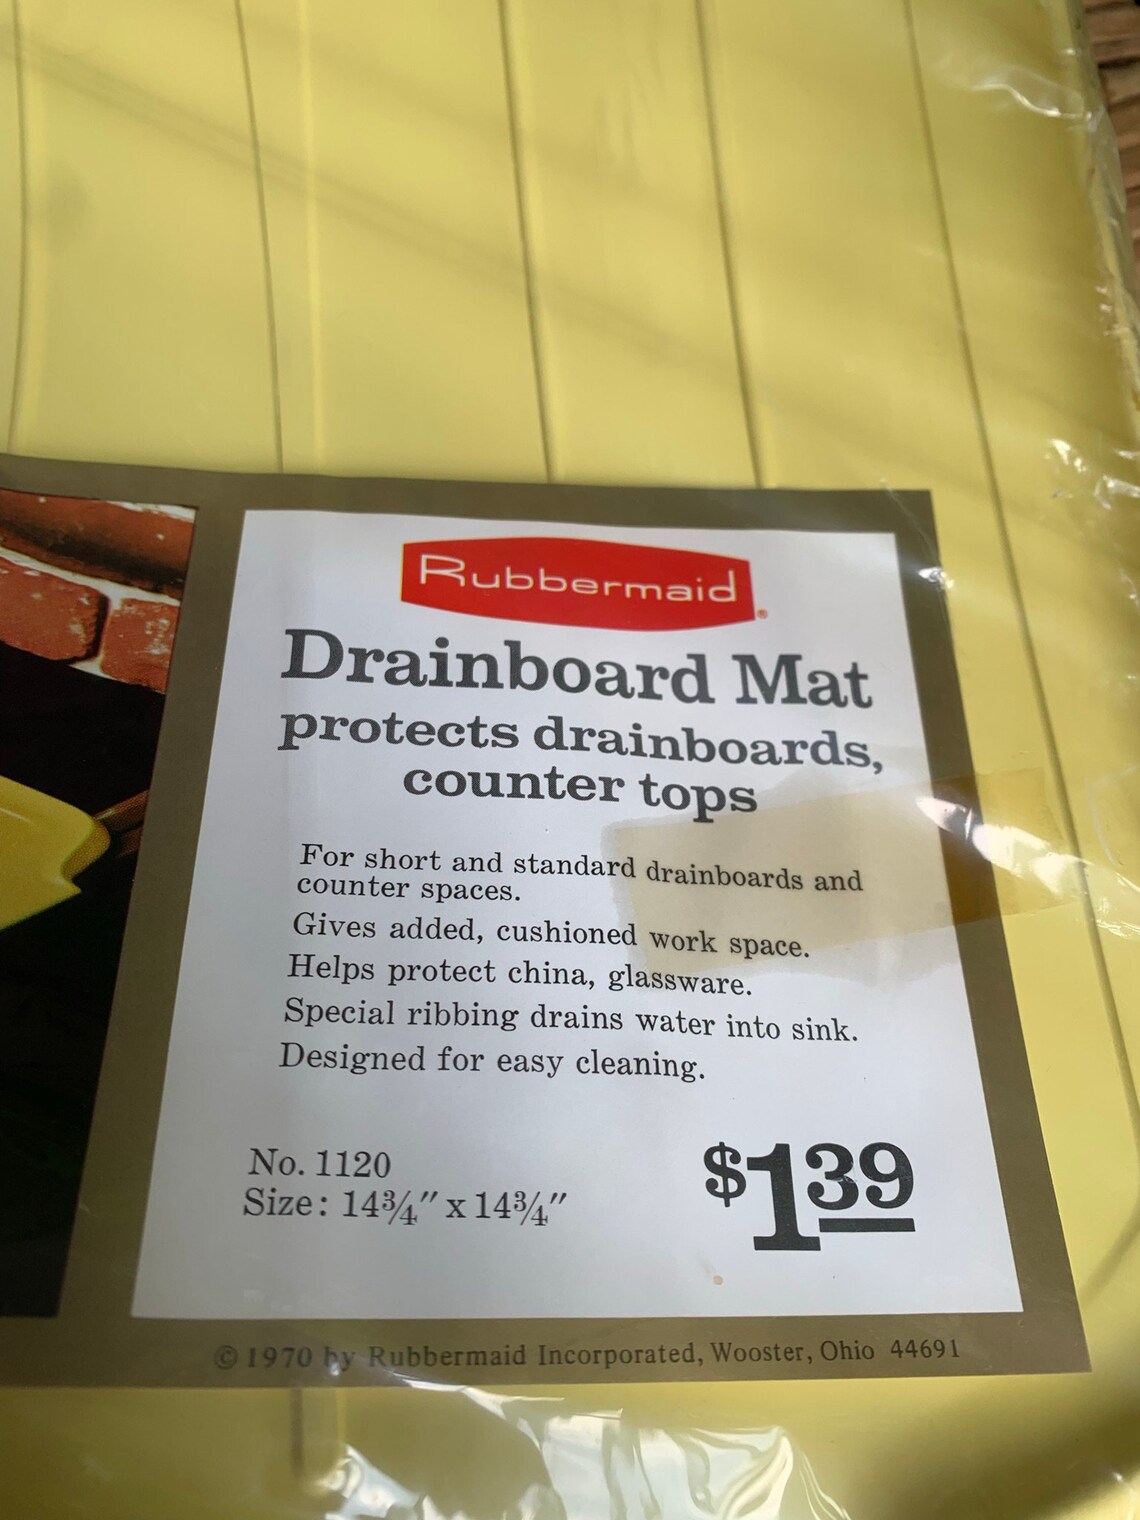 Rubbermaid®
Drainboard Mat
protects drainboards,
counter tops
For short and standard drainboards and
counter spaces.
Gives added, cushioned work space.
Helps protect china, glassware.
Special ribbing drains water into sink.
Designed for easy cleaning.
No. 1120
Size: 14¾″ x 14¾″
$1.39
© 1970 by Rubbermaid Incorporated, Wooster, Ohio 44691